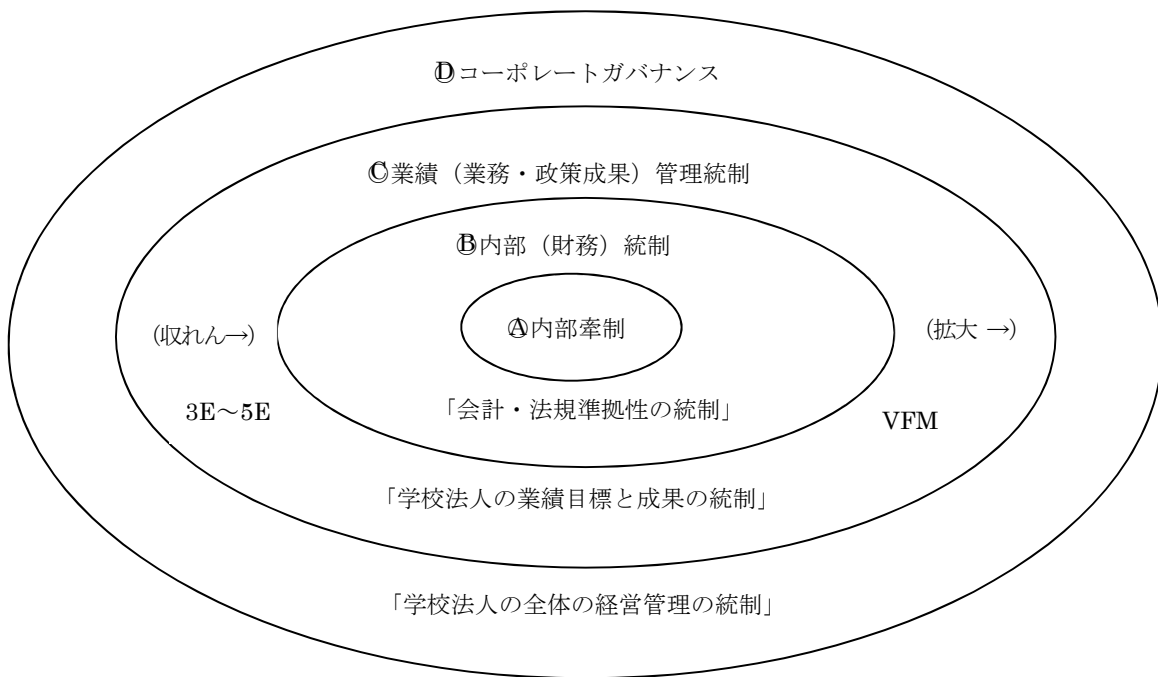 Ⓓコーポレートガバナンス
Ⓒ業績（業務・政策成果）管理統制
Ⓑ内部（財務）統制
Ⓐ内部牽制
(収れん→)
(拡大 →)
3E～5E
「会計・法規準拠性の統制」
VFM
「学校法人の業績目標と成果の統制」
「学校法人の全体の経営管理の統制」